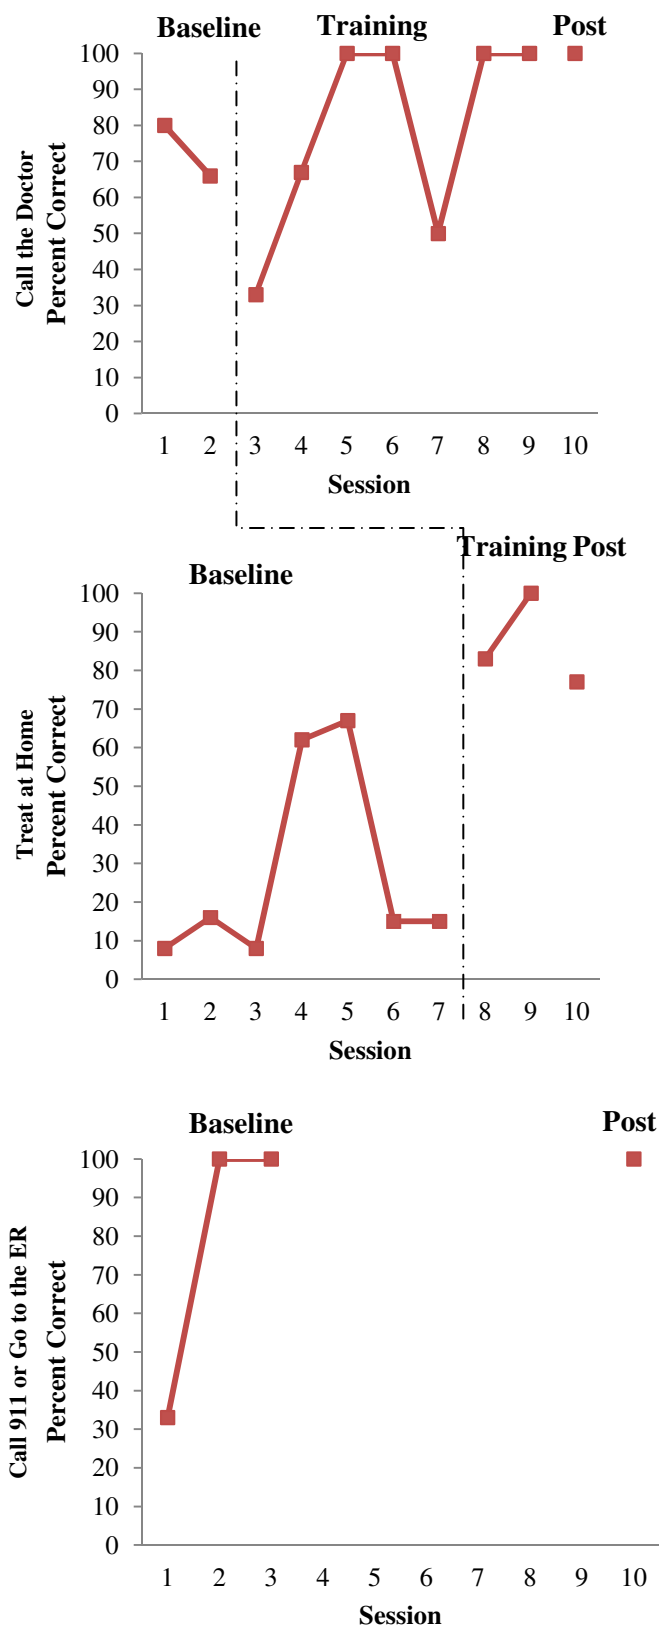 Baseline Training Post
100
90
80
70
60
50
40
30
20
10
0
Call the Doctor
Percent Correct
1 2 3 4 5 6 7 8 9 10
Session
Training Post
Baseline
100
90
80
70
60
50
40
30
20
10
0
Treat at Home
Percent Correct
1 2 3 4 5 6 7 8 9 10
Session
Baseline Post
100
90
80
70
60
50
40
30
20
10
0
Call 911 or Go to the ER
Percent Correct
1 2 3 4 5 6 7 8 9 10
Session